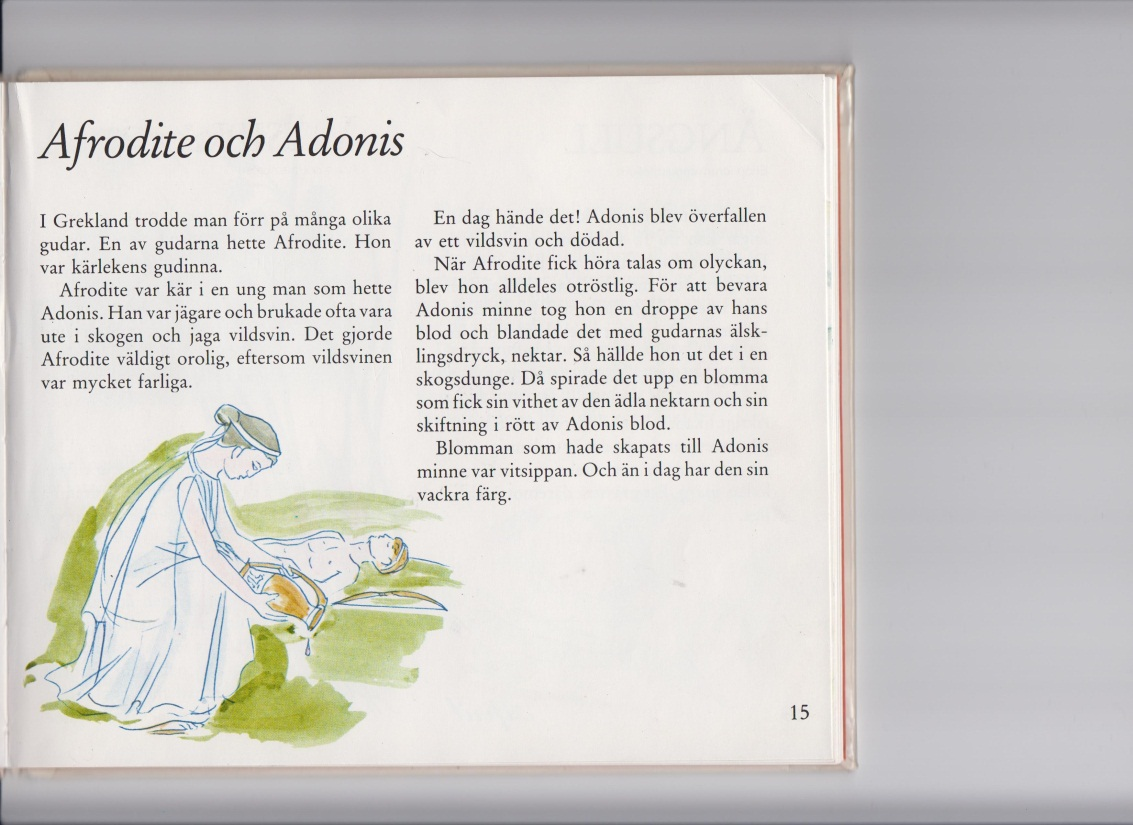 Afrodite och Adonis
I Grekland trodde man förr på många olika
gudar. En av gudarna hette Afrodite. Hon
var kärlekens gudinna.
Afrodite var kär i en ung man som hette
Adonis. Han var jägare och brukade ofta vara
ute i skogen och jaga vildsvin. Det gjorde
Afrodite väldigt orolig, eftersom vildsvinen
var mycket farliga.
En dag hände det! Adonis blev överfallen
av ett vildsvin och dödad.
När Afrodite fick höra talas om olyckan,
blev hon alldeles otröstlig. För att bevara
Adonis minne tog hon en droppe av hans
blod och blandade det med gudarnas älsk-
lingsdryck, nektar. Så hällde hon ut det i en
skogsdunge. Då spirade det upp en blomma
som fick sin vithet av den ädla nektarn och sin
skiftning i rött av Adonis blod.
Blomman som hade skapats till Adonis
minne var vitsippan. Och än i dag har den sin
vackra färg.
15